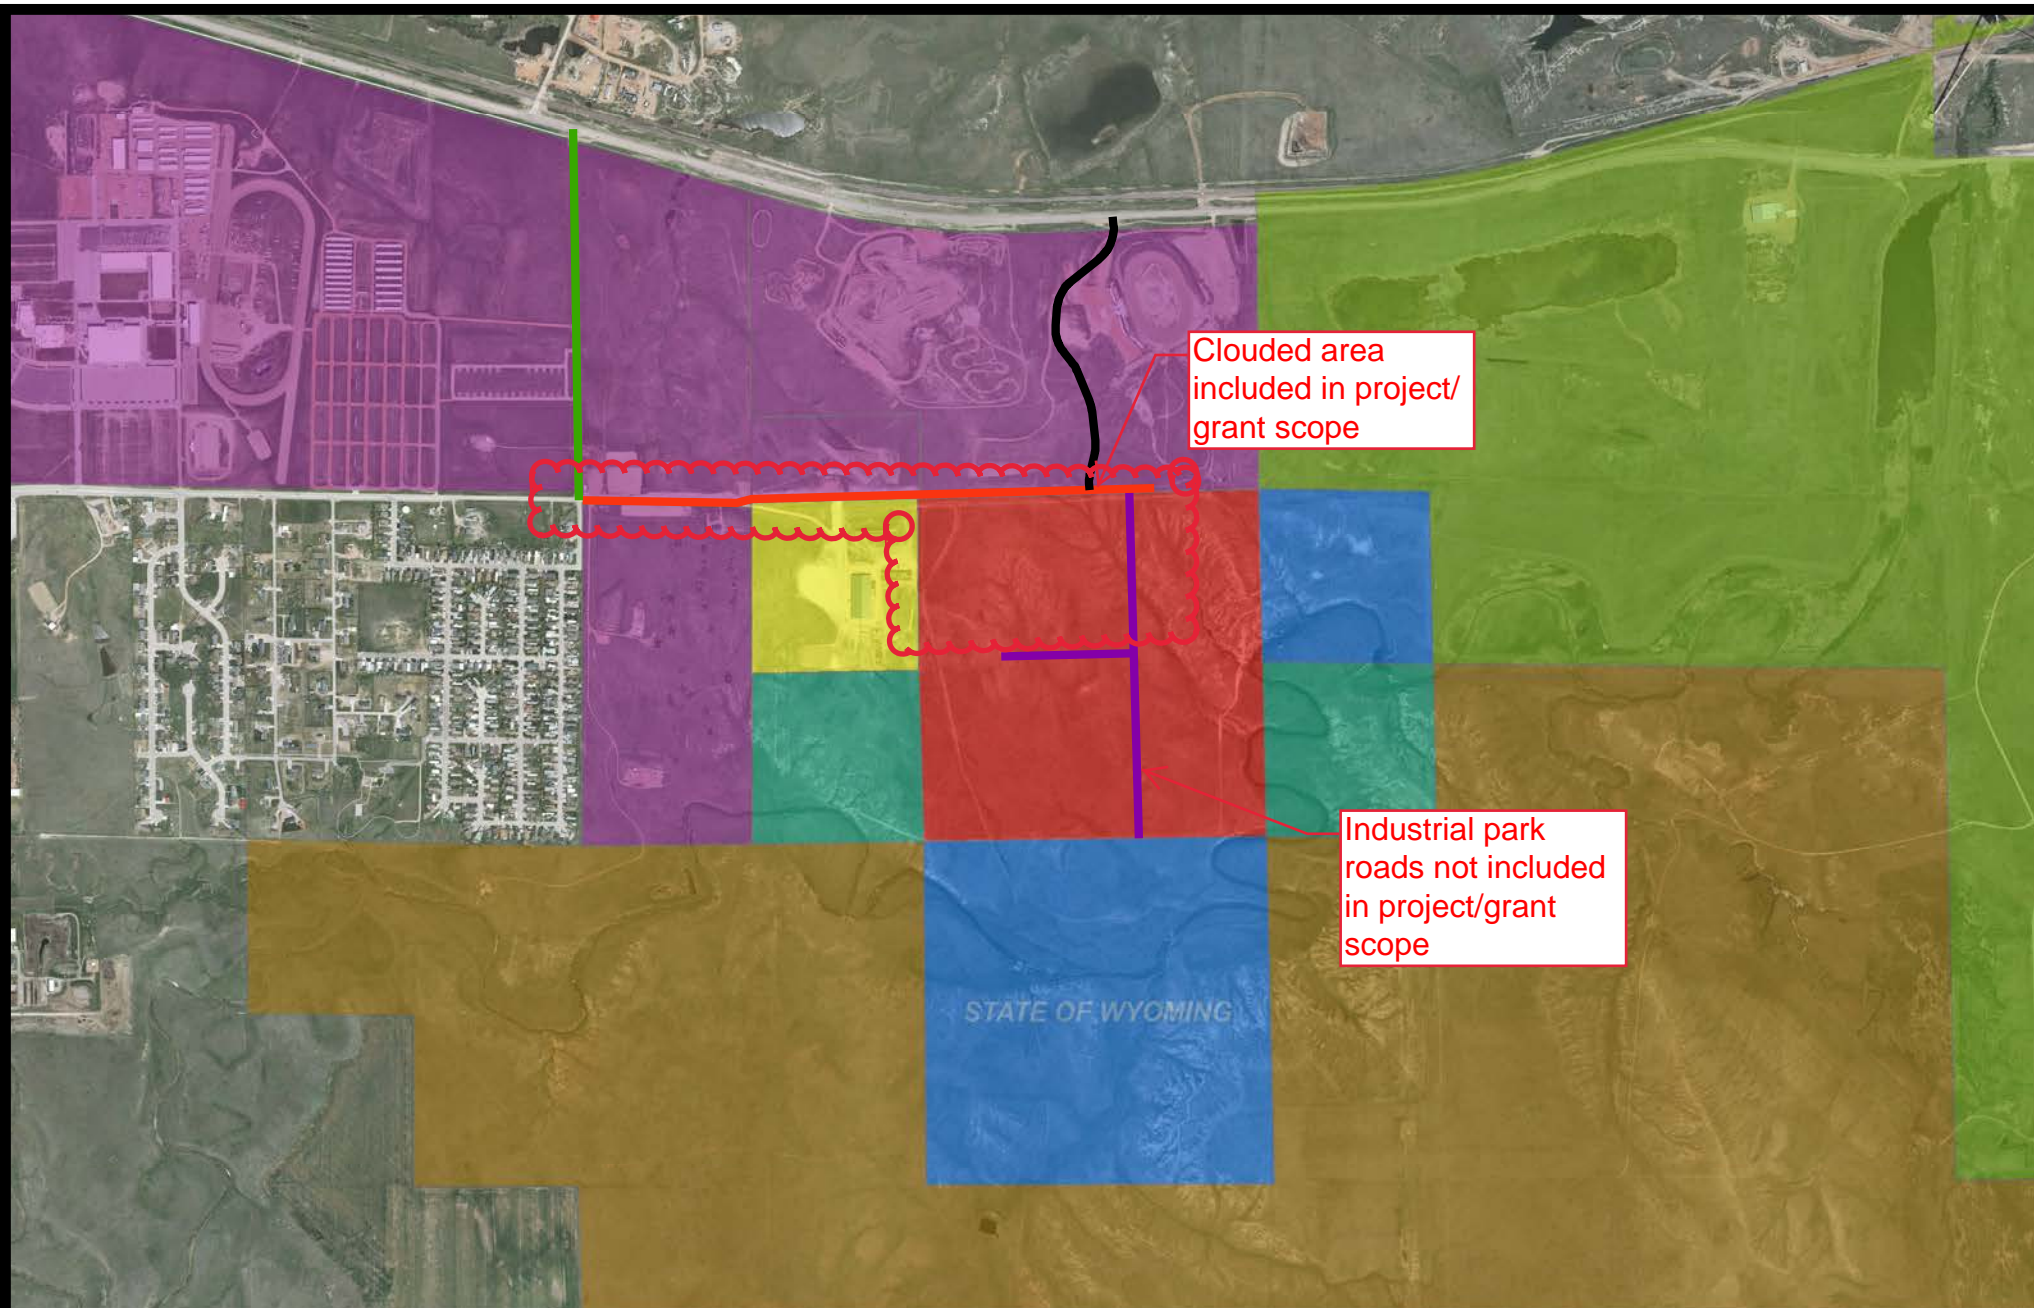 Clouded area
included in project/
grant scope
Industrial park
roads not included
in project/grant
scope
STATE OF WYOMING